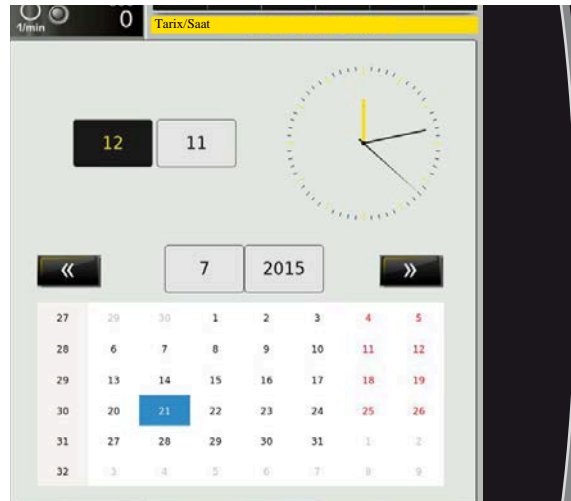 1/min
0
Tarix/Saat
12 11
« 7 2015 »
27 29 30 1 2 3 4 5
28 6 7 8 9 10 11 12
29 13 14 15 16 17 18 19
30 20 21 22 23 24 25 26
31 27 28 29 30 31 1 2
32 3 4 5 6 7 8 9